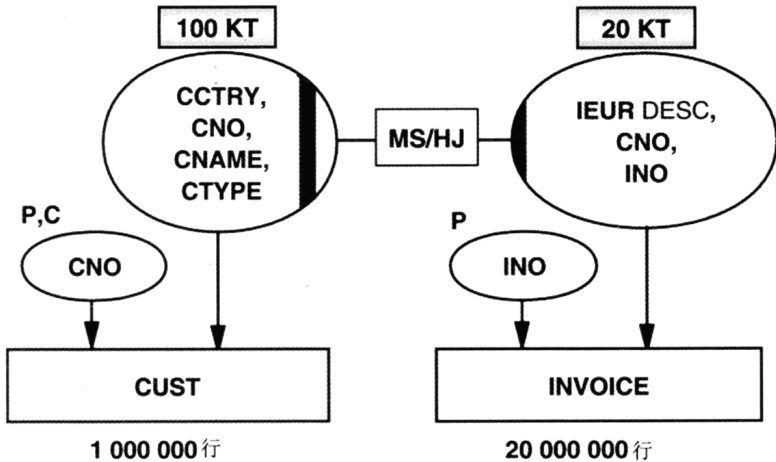 100 KT
20 KT
CCTRY,
CNO,
CNAME,
CTYPE
MS/HJ
IEUR DESC,
CNO,
INO
P,C
CNO
P
INO
CUST
INVOICE
1 000 000行
20 000 000行